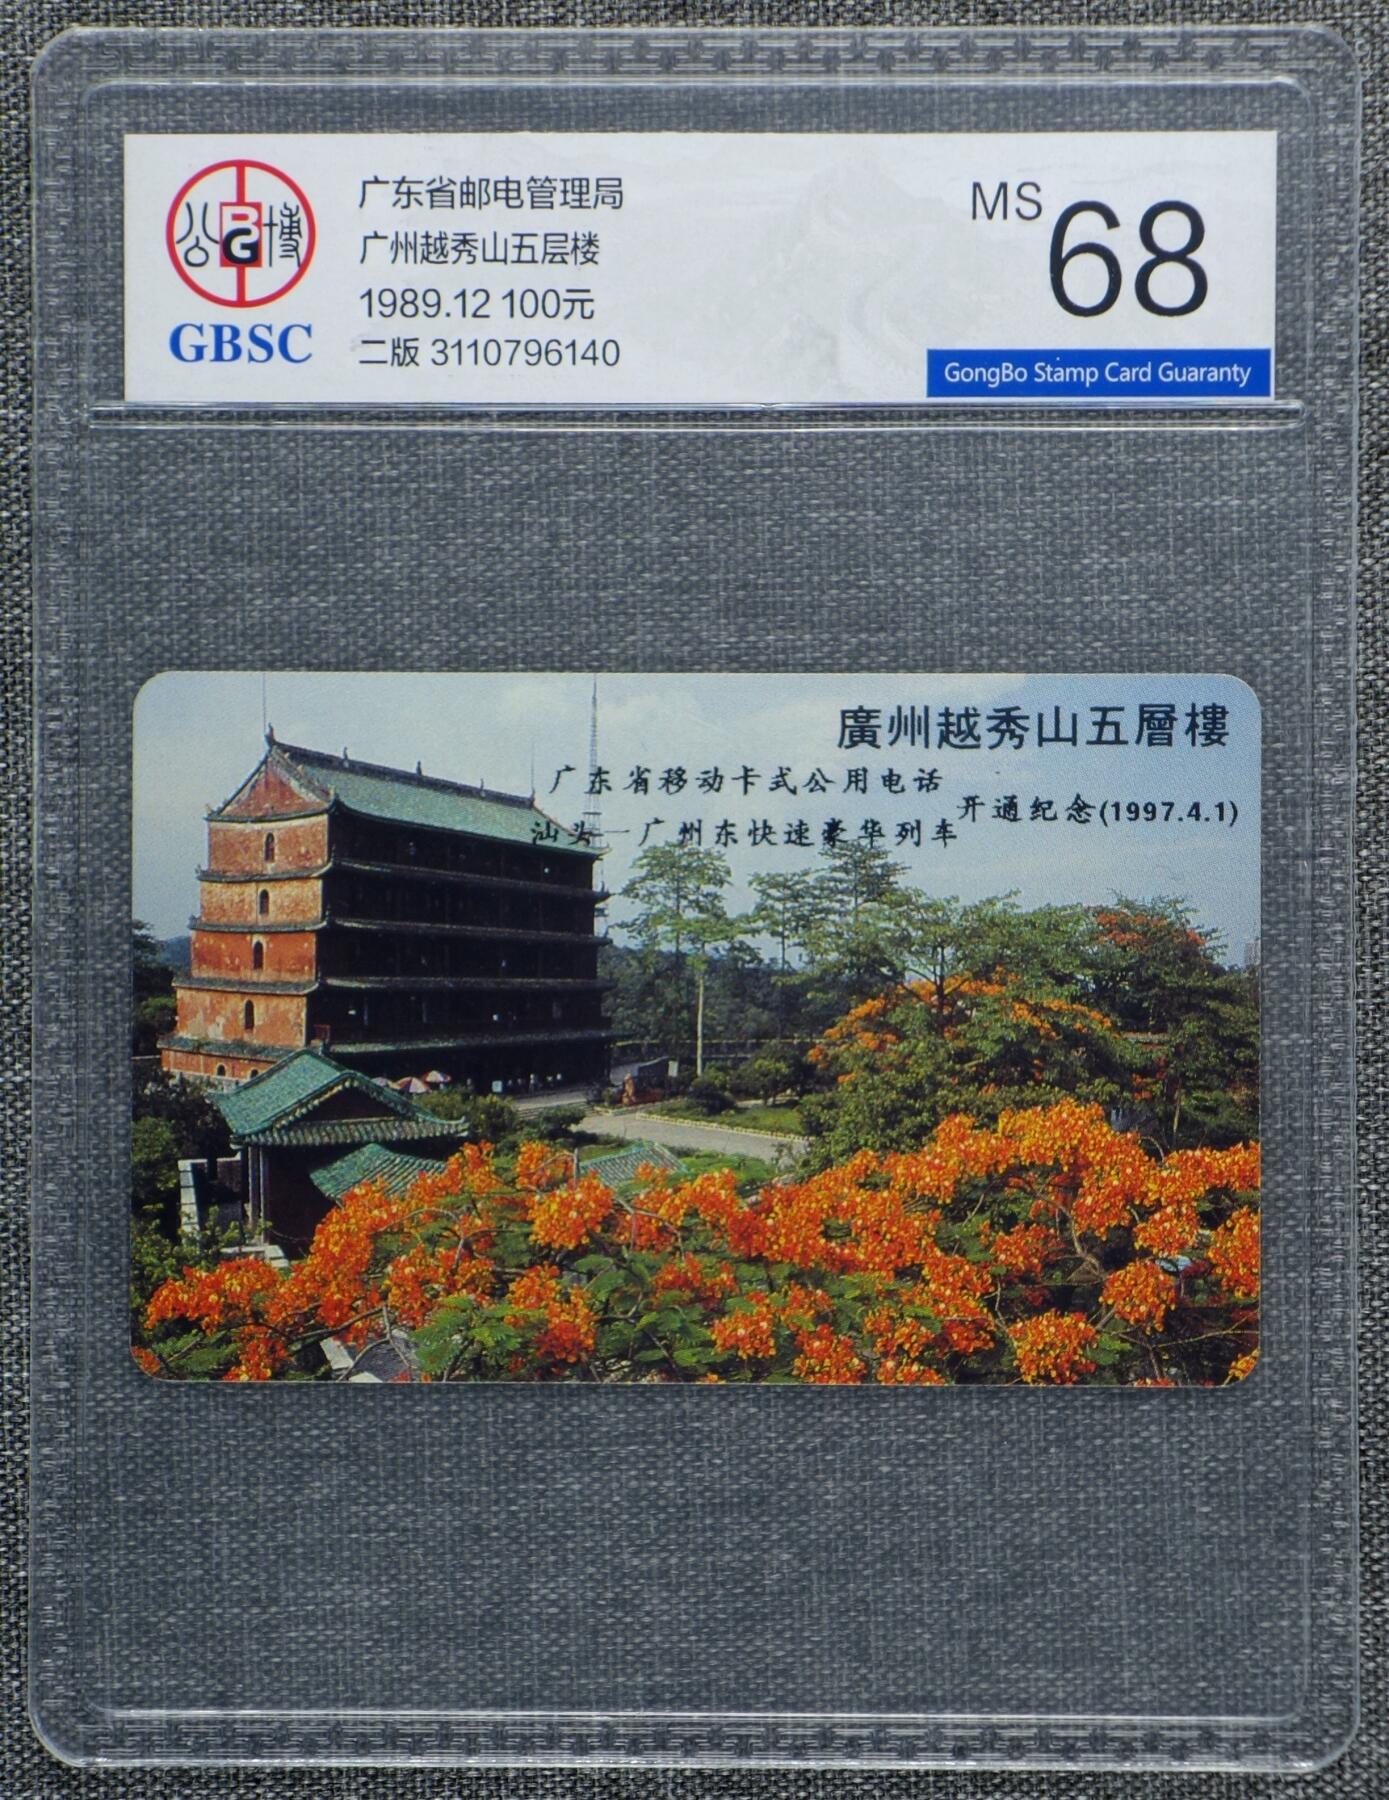 公博
BG
GBSC
广东省邮电管理局
广州越秀山五层楼
1989.12 100元
二版 3110796140
MS 68
GongBo Stamp Card Guaranty
廣州越秀山五層樓
广东省移动卡式公用电话
汕头—广州东快速豪华列车
开通纪念(1997.4.1)